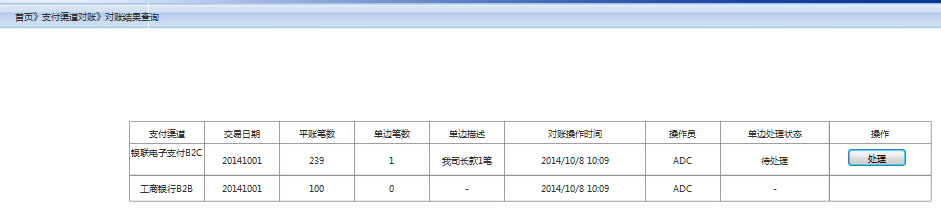 首页》支付渠道对账》对账结果查询
支付渠道 交易日期 平账笔数 单边笔数 单边描述 对账操作时间 操作员 单边处理状态 操作
银联电子支付B2C 20141001 239 1 我司长款1笔 2014/10/8 10:09 ADC 待处理 处理
工商银行B2B 20141001 100 0 - 2014/10/8 10:09 ADC -